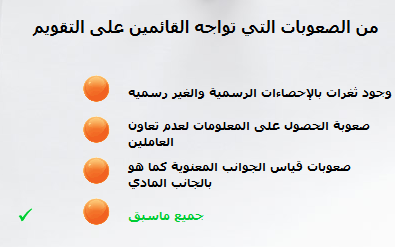 من الصعوبات التي تواجه القائمين على التقويم
وجود ثغرات بالإحصاءات الرسمية والغير رسميه
صعوبة الحصول على المعلومات لعدم تعاون
العاملين
صعوبات قياس الجوانب المعنوية كما هو
بالجانب المادي
جميع ماسبق